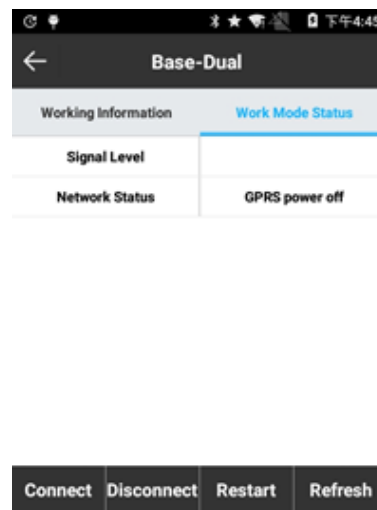 下午4:45
Base-Dual
Working Information
Work Mode Status
Signal Level
Network Status
GPRS power off
Connect
Disconnect
Restart
Refresh